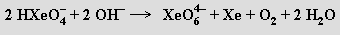 2 HXeO₄⁻ + 2 OH⁻ ⟶ XeO₆⁴⁻ + Xe + O₂ + 2 H₂O